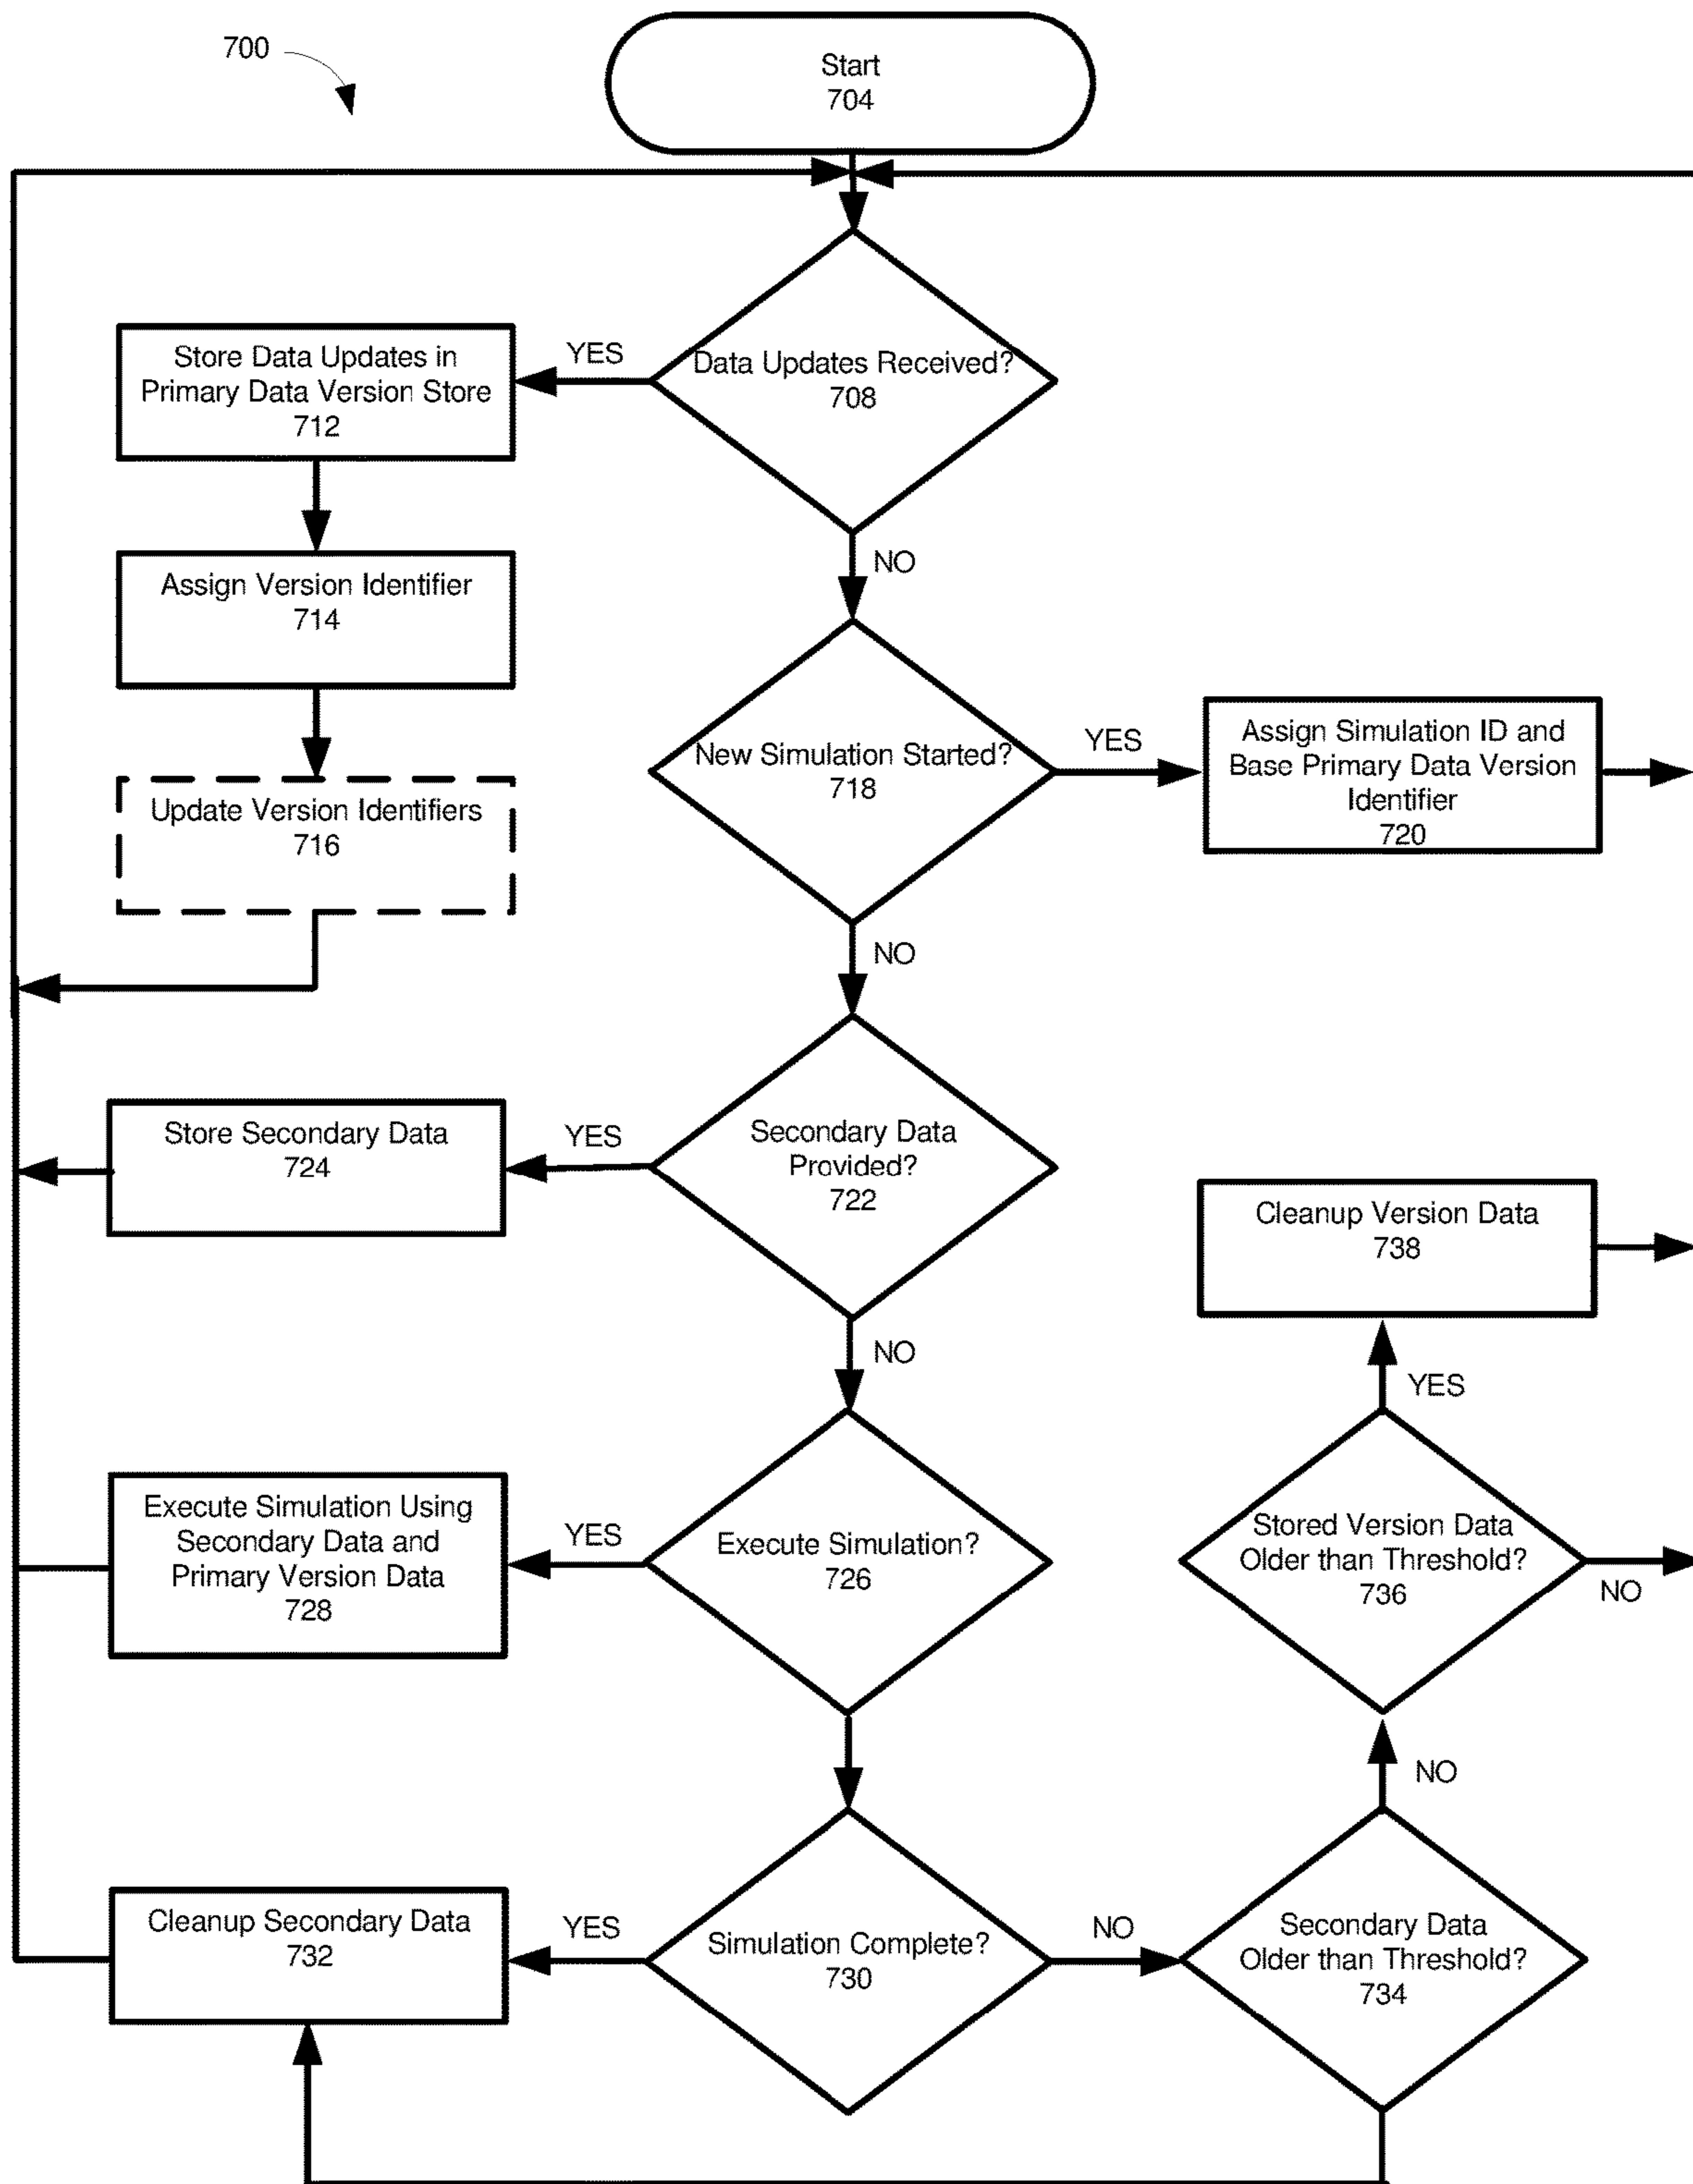 700
Start
704
Data Updates Received?
708
YES
Store Data Updates in
Primary Data Version Store
712
Assign Version Identifier
714
Update Version Identifiers
716
NO
New Simulation Started?
718
YES
Assign Simulation ID and
Base Primary Data Version
Identifier
720
NO
Secondary Data
Provided?
722
YES
Store Secondary Data
724
NO
Execute Simulation?
726
YES
Execute Simulation Using
Secondary Data and
Primary Version Data
728
Simulation Complete?
730
YES
Cleanup Secondary Data
732
NO
Secondary Data
Older than Threshold?
734
NO
Stored Version Data
Older than Threshold?
736
NO
YES
Cleanup Version Data
738